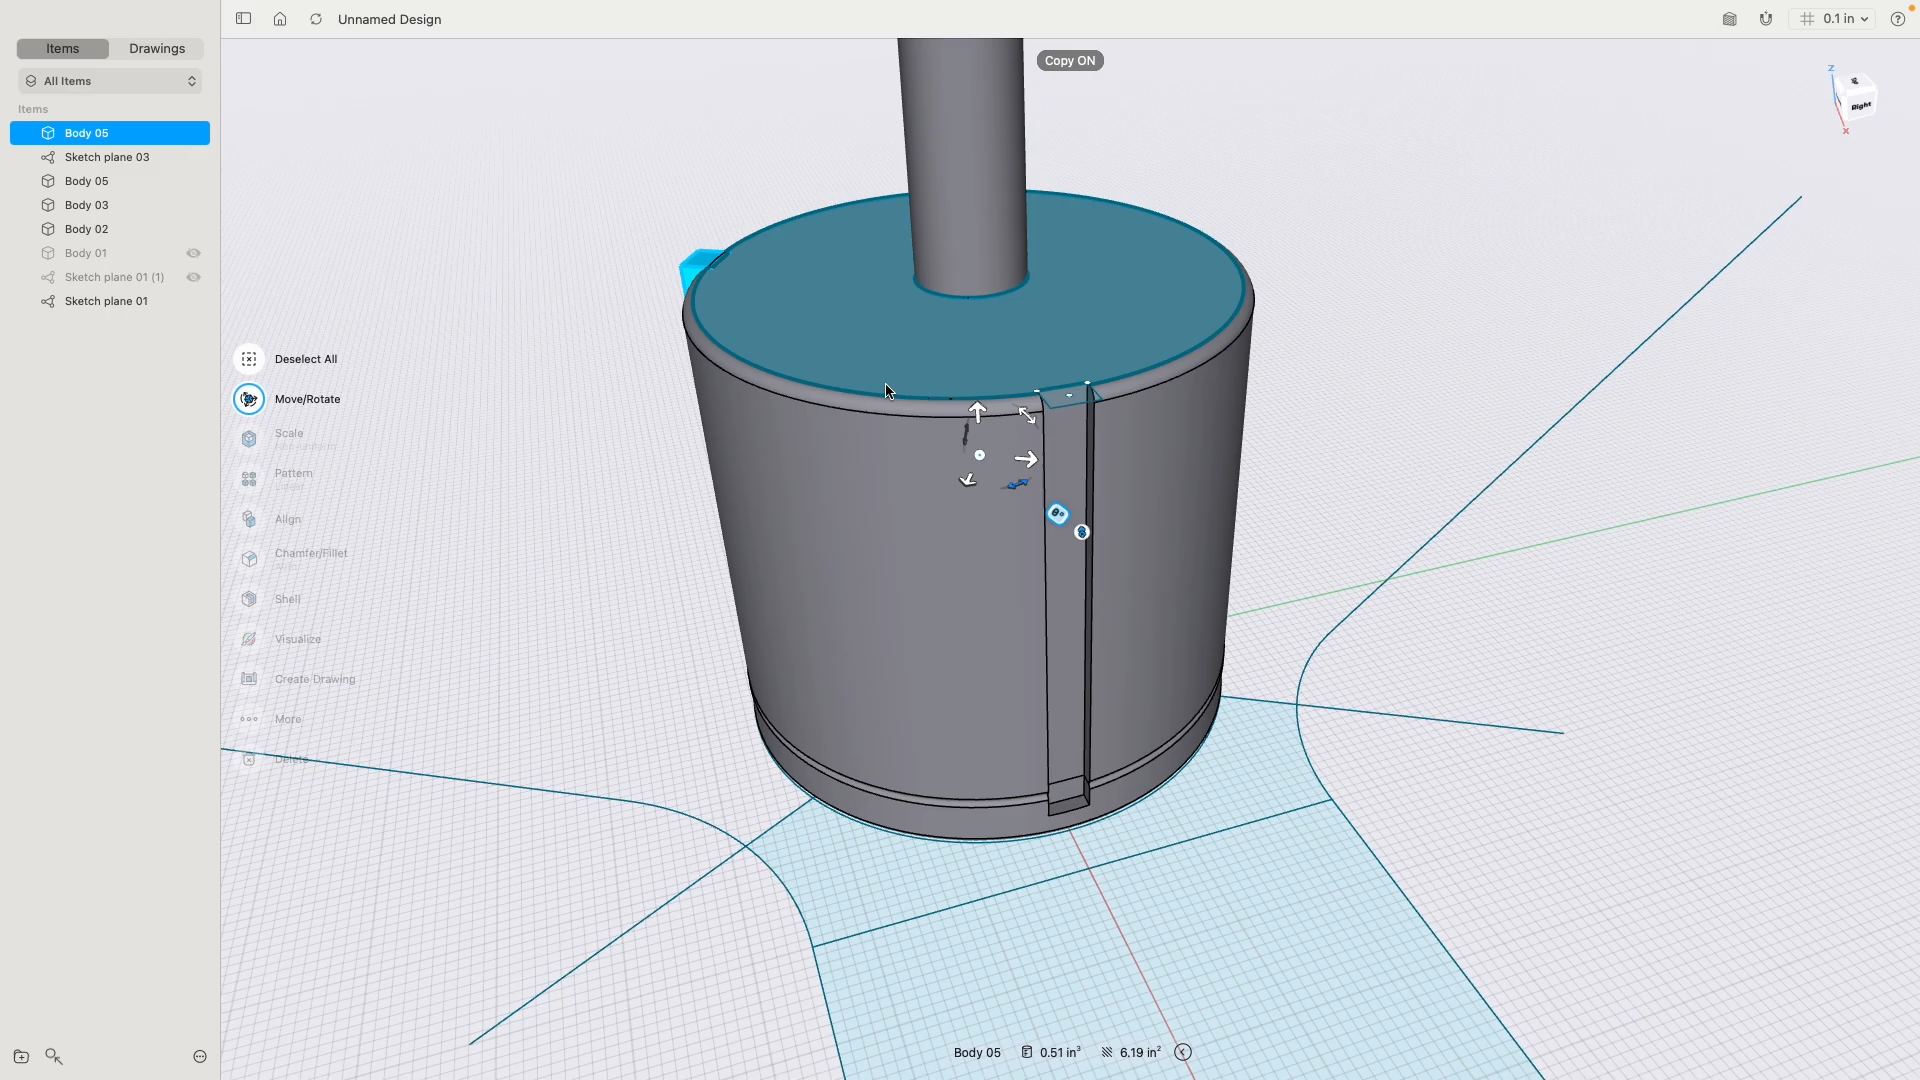 Unnamed Design
0.1 in
Items
Drawings
All Items
Copy ON
Items
Body 05
Sketch plane 03
Body 05
Body 03
Body 02
Body 01
Sketch plane 01 (1)
Sketch plane 01
Z
Right
X
Deselect All
Move/Rotate
Scale
Pattern
Align
Chamfer/Fillet
Shell
Visualize
Create Drawing
More
Delete
Body 05
0.51 in³
6.19 in²